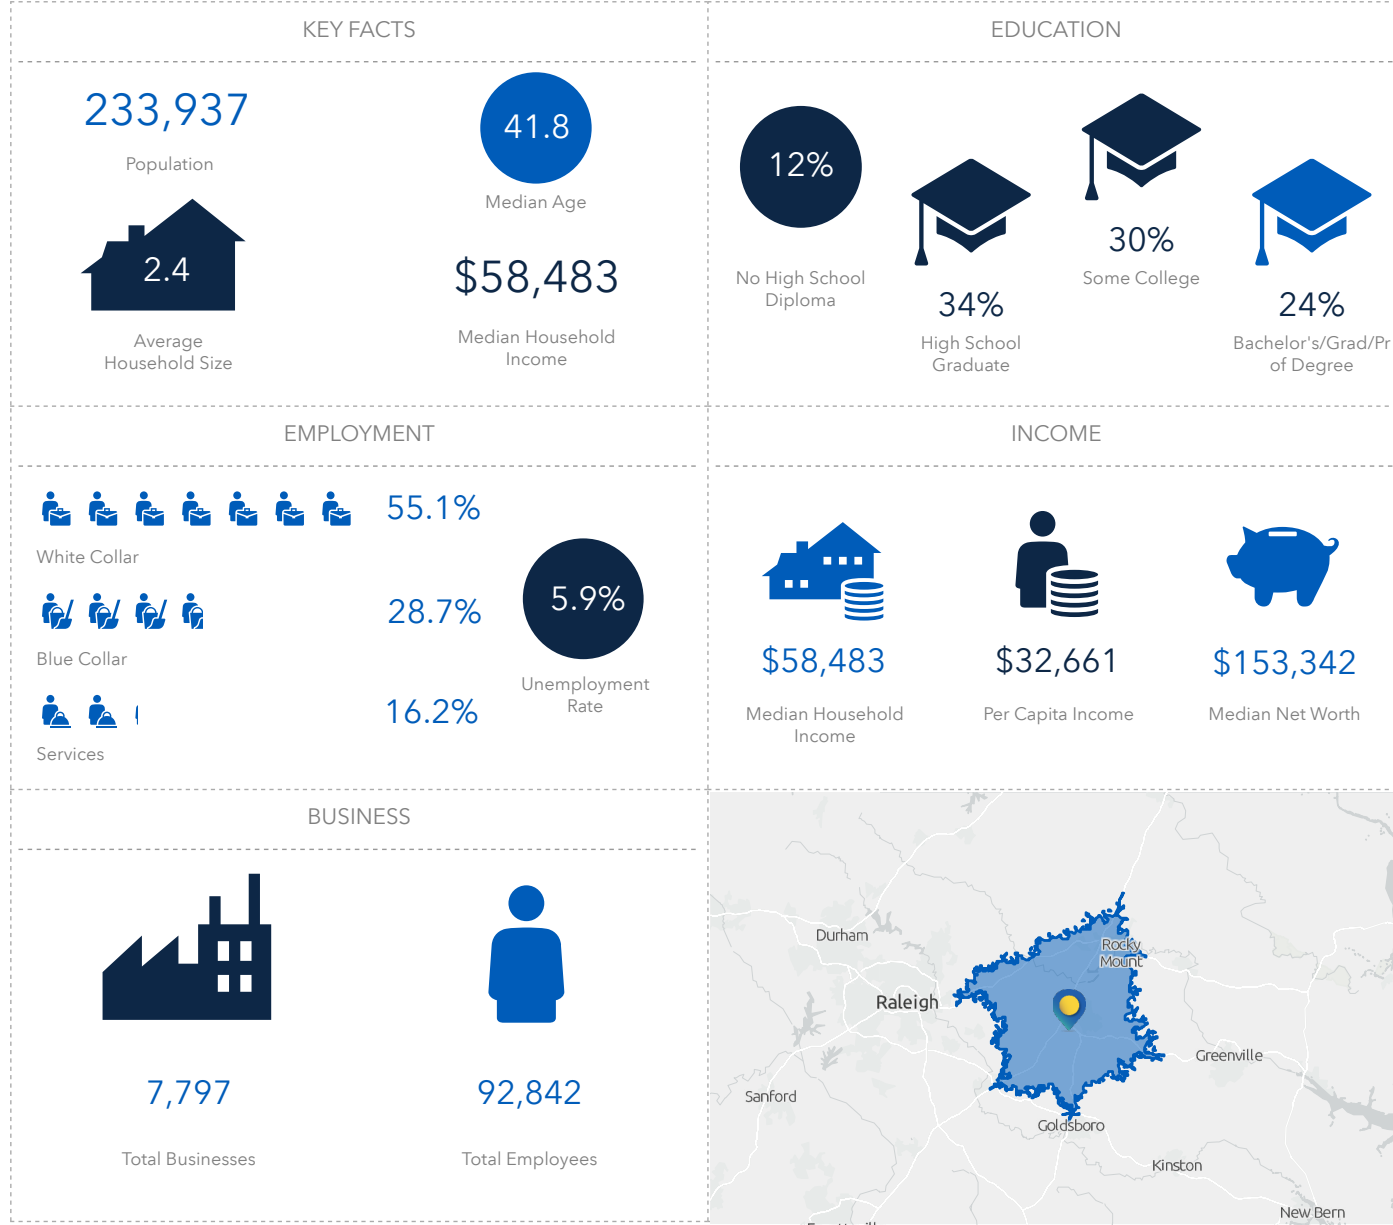 KEY FACTS
233,937
Population
41.8
Median Age
2.4
Average
Household Size
$58,483
Median Household
Income
EDUCATION
12%
No High School
Diploma
34%
High School
Graduate
30%
Some College
24%
Bachelor's/Grad/Pr
of Degree
EMPLOYMENT
55.1%
White Collar
28.7%
Blue Collar
16.2%
Services
5.9%
Unemployment
Rate
INCOME
$58,483
Median Household
Income
$32,661
Per Capita Income
$153,342
Median Net Worth
BUSINESS
7,797
Total Businesses
92,842
Total Employees
Durham
Rocky
Mount
Raleigh
Greenville
Sanford
Goldsboro
Kinston
New Bern